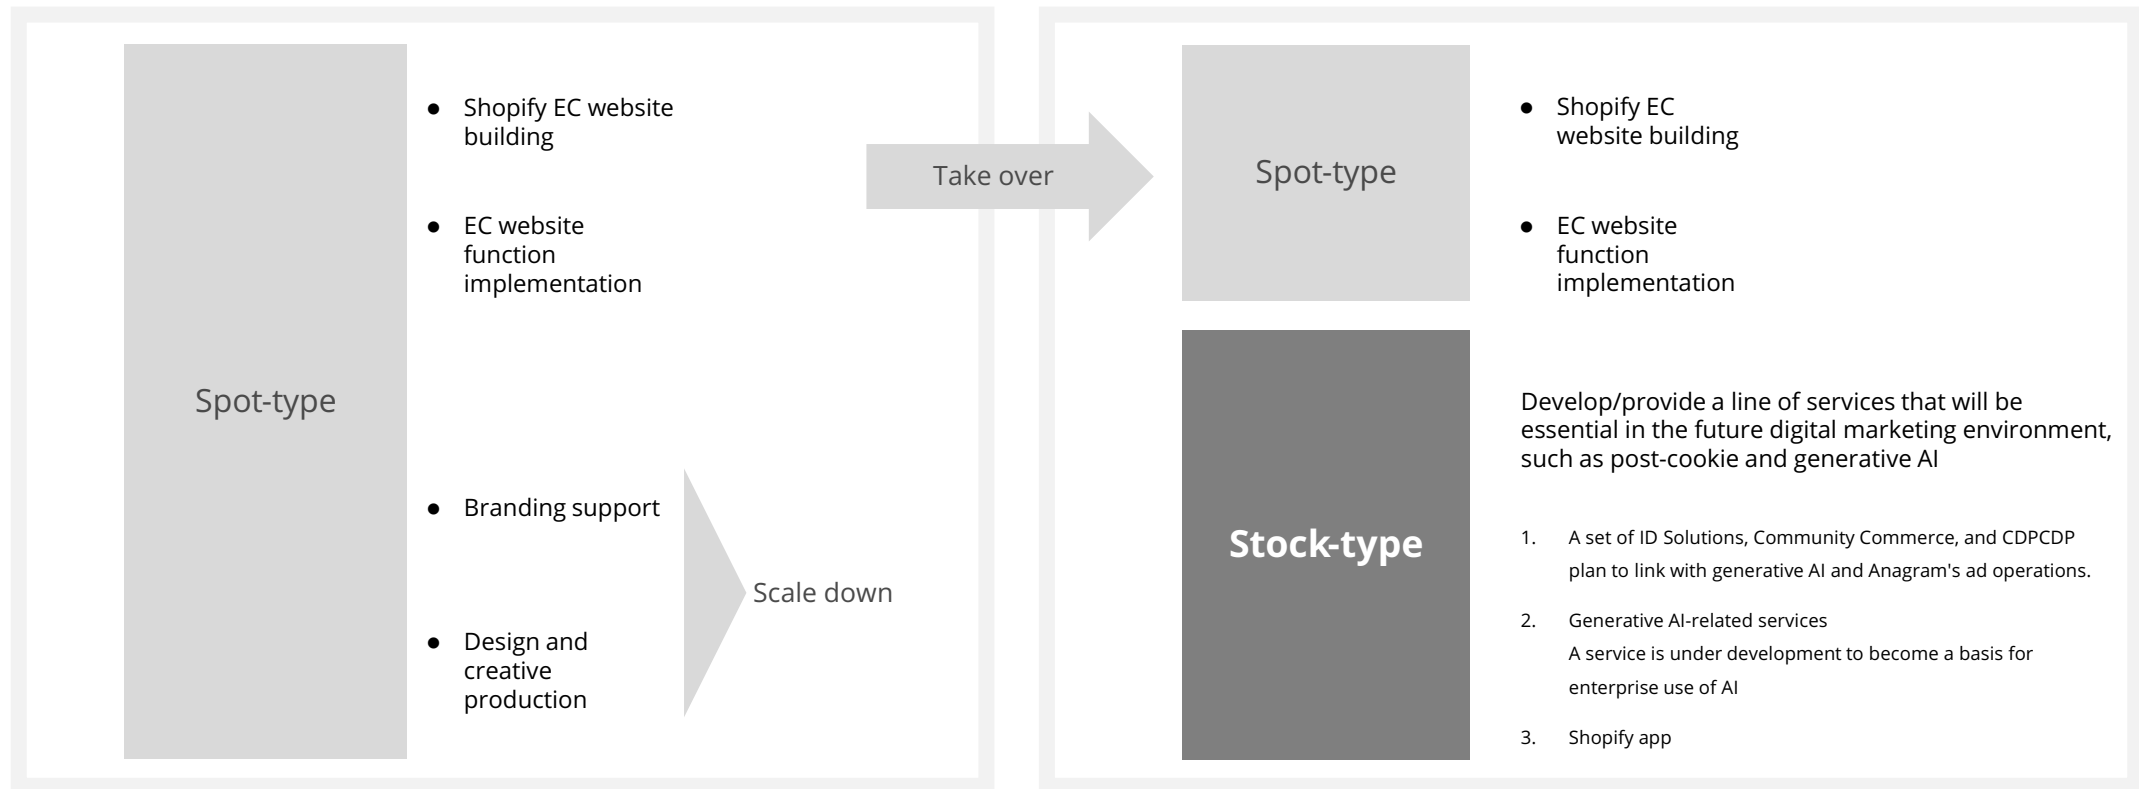 Spot-type
● Shopify EC website
building
● EC website
function
implementation
● Branding support
● Design and
creative
production
Scale down
Take over
Spot-type
● Shopify EC
website building
● EC website
function
implementation
Stock-type
Develop/provide a line of services that will be
essential in the future digital marketing environment,
such as post-cookie and generative AI
1. A set of ID Solutions, Community Commerce, and CDPCDP
plan to link with generative AI and Anagram's ad operations.
2. Generative AI-related services
A service is under development to become a basis for
enterprise use of AI
3. Shopify app